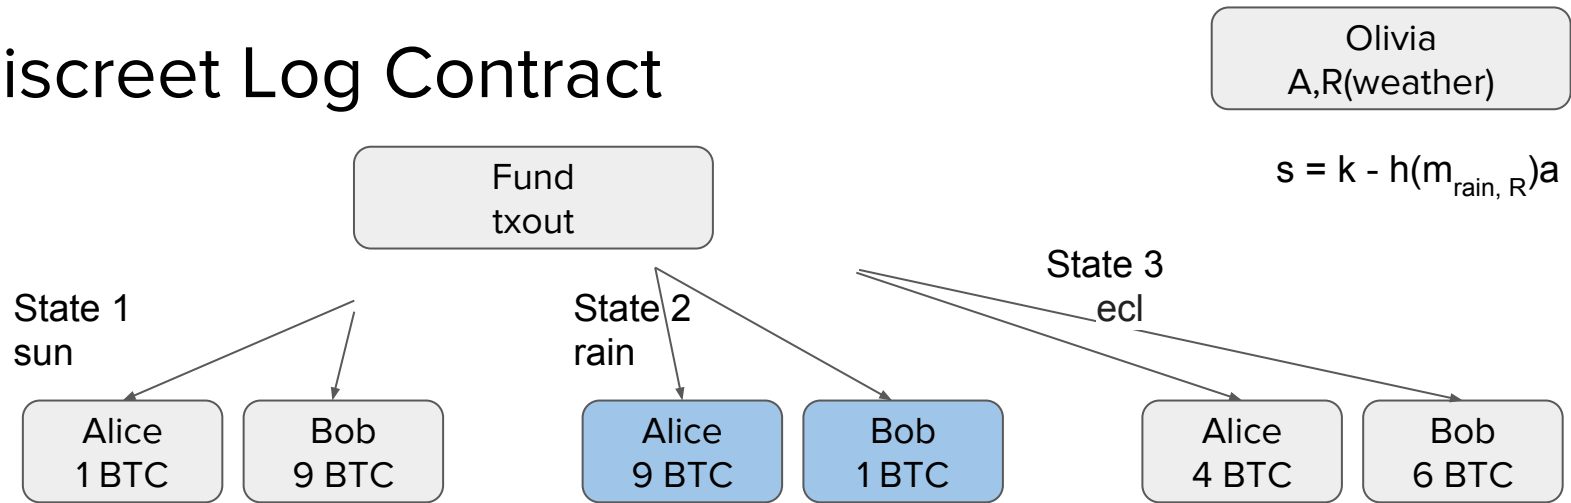 iscreet Log Contract
Olivia
A,R(weather)
s = k - h(m_rain, R)a
Fund
txout
State 1
sun
State 2
rain
State 3
ecl
Alice
1 BTC
Bob
9 BTC
Alice
9 BTC
Bob
1 BTC
Alice
4 BTC
Bob
6 BTC